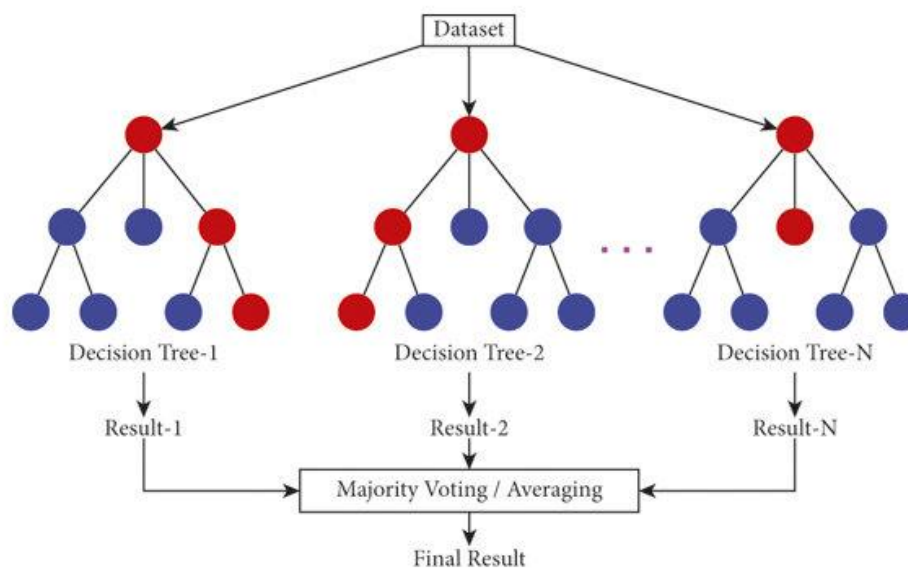 Dataset
Decision Tree-1
Decision Tree-2
Decision Tree-N
Result-1
Result-2
Result-N
Majority Voting / Averaging
Final Result